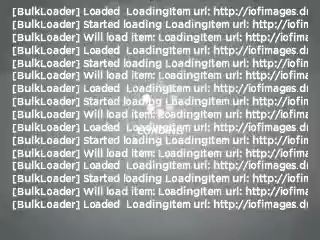 [BulkLoader] Loaded  LoadingItem url: http://iofimages.d
[BulkLoader] Started loading LoadingItem url: http://iofim
[BulkLoader] Will load item: LoadingItem url: http://iofima
[BulkLoader] Loaded  LoadingItem url: http://iofimages.d
[BulkLoader] Started loading LoadingItem url: http://iofim
[BulkLoader] Will load item: LoadingItem url: http://iofima
[BulkLoader] Loaded  LoadingItem url: http://iofimages.d
[BulkLoader] Started loading LoadingItem url: http://iofim
[BulkLoader] Will load item: LoadingItem url: http://iofima
[BulkLoader] Loaded  LoadingItem url: http://iofimages.d
LOADING
[BulkLoader] Started loading LoadingItem url: http://iofim
[BulkLoader] Will load item: LoadingItem url: http://iofima
[BulkLoader] Loaded  LoadingItem url: http://iofimages.d
[BulkLoader] Started loading LoadingItem url: http://iofim
[BulkLoader] Will load item: LoadingItem url: http://iofima
[BulkLoader] Loaded  LoadingItem url: http://iofimages.d